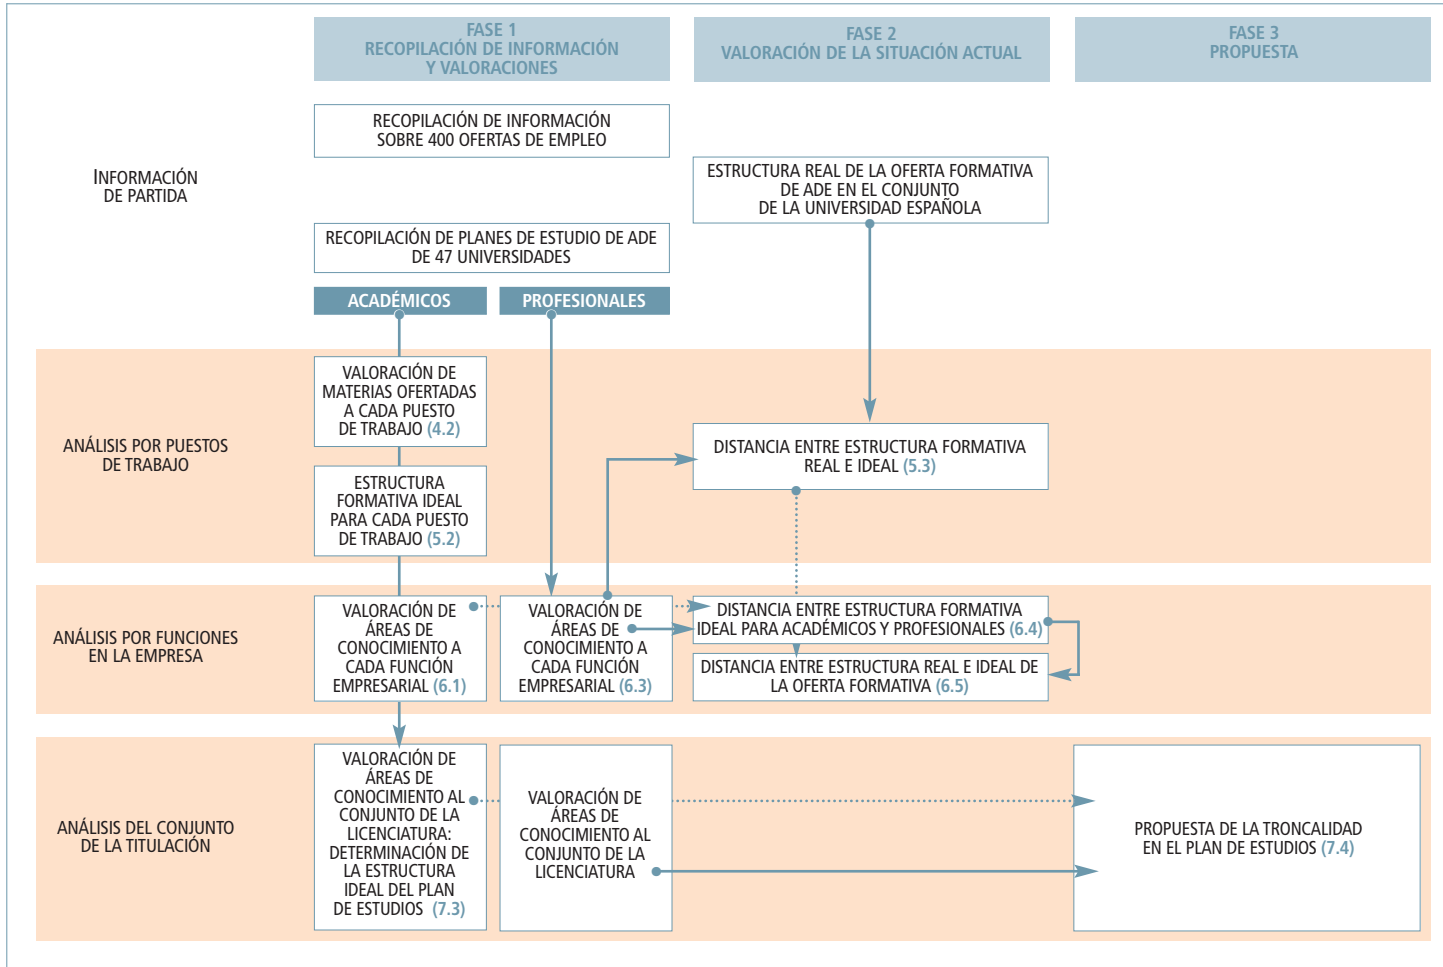 FASE 1
RECOPILACIÓN DE INFORMACIÓN
Y VALORACIONES
FASE 2
VALORACIÓN DE LA SITUACIÓN ACTUAL
FASE 3
PROPUESTA
INFORMACIÓN
DE PARTIDA
RECOPILACIÓN DE INFORMACIÓN
SOBRE 400 OFERTAS DE EMPLEO
ESTRUCTURA REAL DE LA OFERTA FORMATIVA
DE ADE EN EL CONJUNTO
DE LA UNIVERSIDAD ESPAÑOLA
RECOPILACIÓN DE PLANES DE ESTUDIO DE ADE
DE 47 UNIVERSIDADES
ACADÉMICOS
PROFESIONALES
ANÁLISIS POR PUESTOS
DE TRABAJO
VALORACIÓN DE
MATERIAS OFERTADAS
A CADA PUESTO
DE TRABAJO (4.2)
ESTRUCTURA
FORMATIVA IDEAL
PARA CADA PUESTO
DE TRABAJO (5.2)
DISTANCIA ENTRE ESTRUCTURA FORMATIVA
REAL E IDEAL (5.3)
ANÁLISIS POR FUNCIONES
EN LA EMPRESA
VALORACIÓN DE
ÁREAS DE
CONOCIMIENTO A
CADA FUNCIÓN
EMPRESARIAL (6.1)
VALORACIÓN DE
ÁREAS DE
CONOCIMIENTO A
CADA FUNCIÓN
EMPRESARIAL (6.3)
DISTANCIA ENTRE ESTRUCTURA FORMATIVA
IDEAL PARA ACADÉMICOS Y PROFESIONALES (6.4)
DISTANCIA ENTRE ESTRUCTURA REAL E IDEAL DE
LA OFERTA FORMATIVA (6.5)
ANÁLISIS DEL CONJUNTO
DE LA TITULACIÓN
VALORACIÓN DE
ÁREAS DE
CONOCIMIENTO AL
CONJUNTO DE LA
LICENCIATURA:
DETERMINACIÓN DE
LA ESTRUCTURA
IDEAL DEL PLAN
DE ESTUDIOS (7.3)
VALORACIÓN DE
ÁREAS DE
CONOCIMIENTO AL
CONJUNTO DE LA
LICENCIATURA
PROPUESTA DE LA TRONCALIDAD
EN EL PLAN DE ESTUDIOS (7.4)